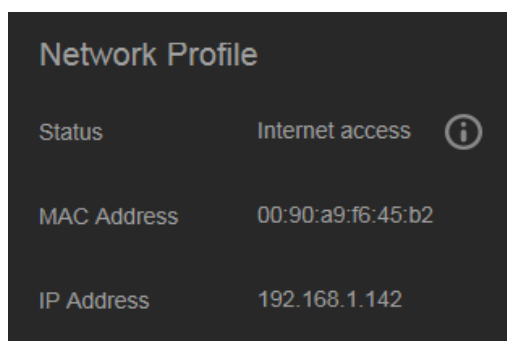 Network Profile
Status Internet access
MAC Address 00:90:a9:f6:45:b2
IP Address 192.168.1.142